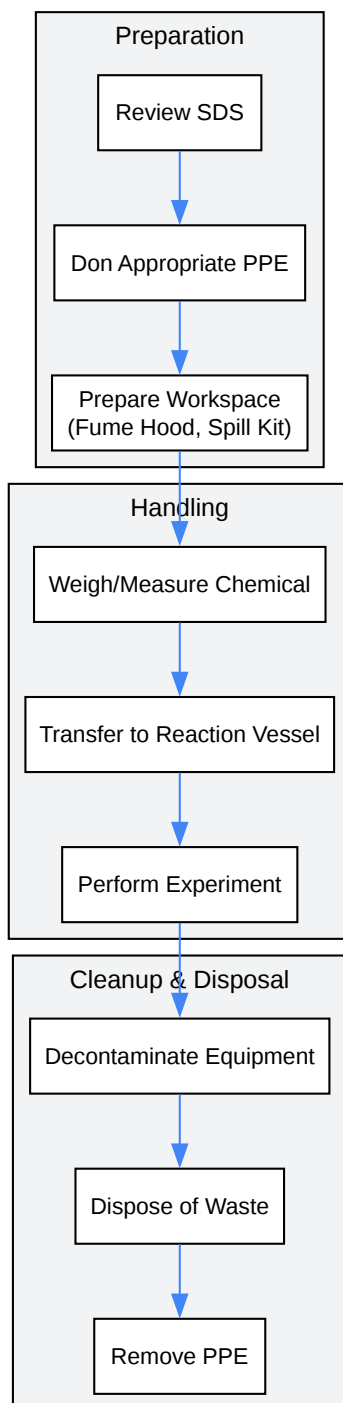 Preparation
Review SDS
Don Appropriate PPE
Prepare Workspace
(Fume Hood, Spill Kit)
Handling
Weigh/Measure Chemical
Transfer to Reaction Vessel
Perform Experiment
Cleanup & Disposal
Decontaminate Equipment
Dispose of Waste
Remove PPE